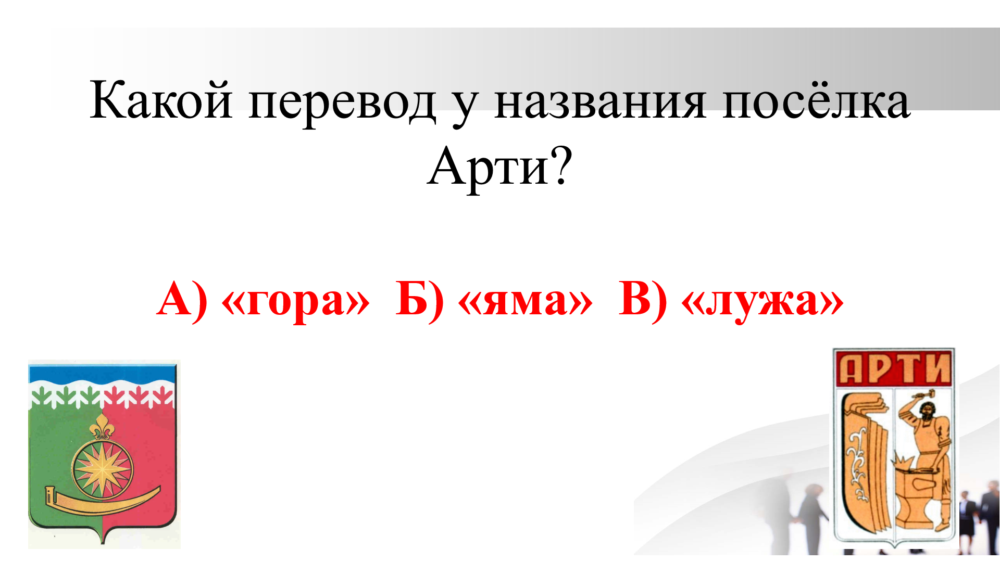 Какой перевод у названия посёлка
Арти?
А) «гора» Б) «яма» В) «лужа»
АРТИ